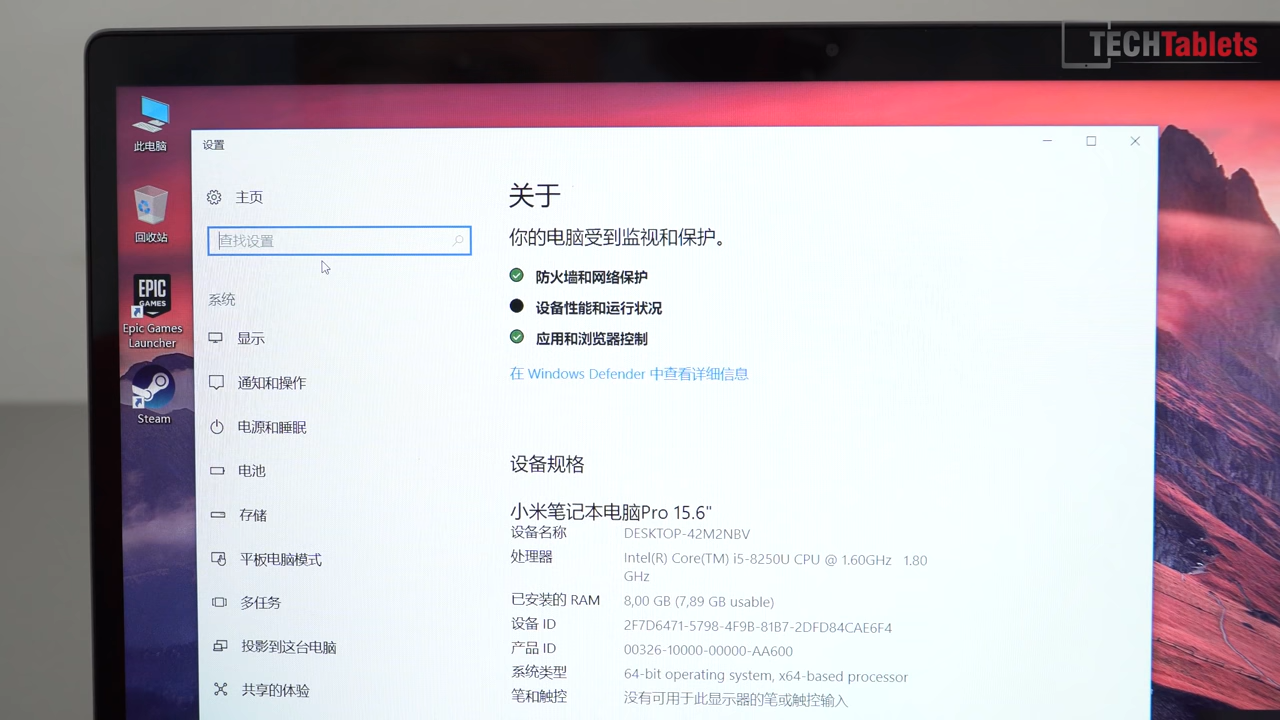 TECHTablets
此电脑
回收站
EPIC
GAMES
Epic Games
Launcher
Steam
设置
主页
查找设置
系统
显示
通知和操作
电源和睡眠
电池
存储
平板电脑模式
多任务
投影到这台电脑
共享的体验
关于
你的电脑受到监视和保护。
防火墙和网络保护
设备性能和运行状况
应用和浏览器控制
在 Windows Defender 中查看详细信息
设备规格
小米笔记本电脑Pro 15.6"
设备名称 DESKTOP-42M2NBV
处理器 Intel(R) Core(TM) i5-8250U CPU @ 1.60GHz 1.80
GHz
已安装的 RAM 8,00 GB (7,89 GB usable)
设备 ID 2F7D6471-5798-4F9B-81B7-2DFD84CAE6F4
产品 ID 00326-10000-00000-AA600
系统类型 64-bit operating system, x64-based processor
笔和触控 没有可用于此显示器的笔或触控输入